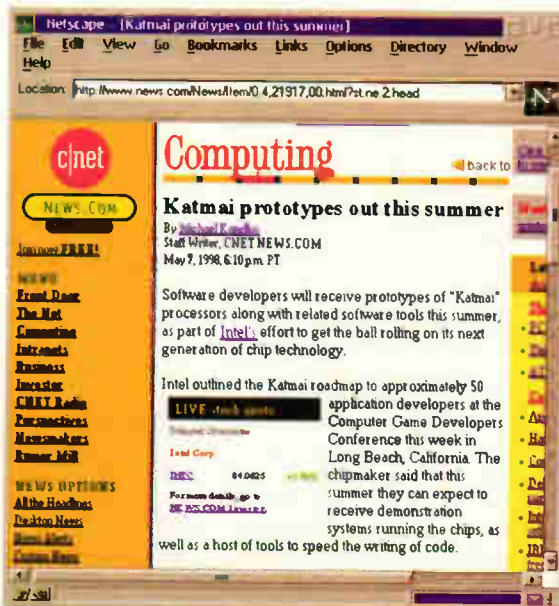 Netscape - [Katmai prototypes out this summer]
File Edit View Go Bookmarks Links Options Directory Window
Help
Location: http://www.news.com/News/Item/0,4,21917,00.html?st.ne.2.head
N
c|net
NEWS.COM
Join now FREE!
NEWS
Front Door
The Net
Computing
Intranets
Business
Investor
CNET Radio
Perspectives
Newsmakers
Rumor Mill
NEWS OPTIONS
All the Headlines
Desktop News
News Alerts
Custom News
Computing
back to
Katmai prototypes out this summer
By Michael
Staff Writer, CNET NEWS.COM
May 7, 1998, 6:10 p.m. PT
Software developers will receive prototypes of "Katmai"
processors along with related software tools this summer,
as part of Intel's effort to get the ball rolling on its next
generation of chip technology.
Intel outlined the Katmai roadmap to approximately 50
application developers at the
Computer Game Developers
Conference this week in
Long Beach, California. The
chipmaker said that this
summer they can expect to
receive demonstration
systems running the chips, as
well as a host of tools to speed the writing of code.
LIVE tech quote
Intel Corp
INTC 84.0625
For more details, go to
NEWS.COM Investor